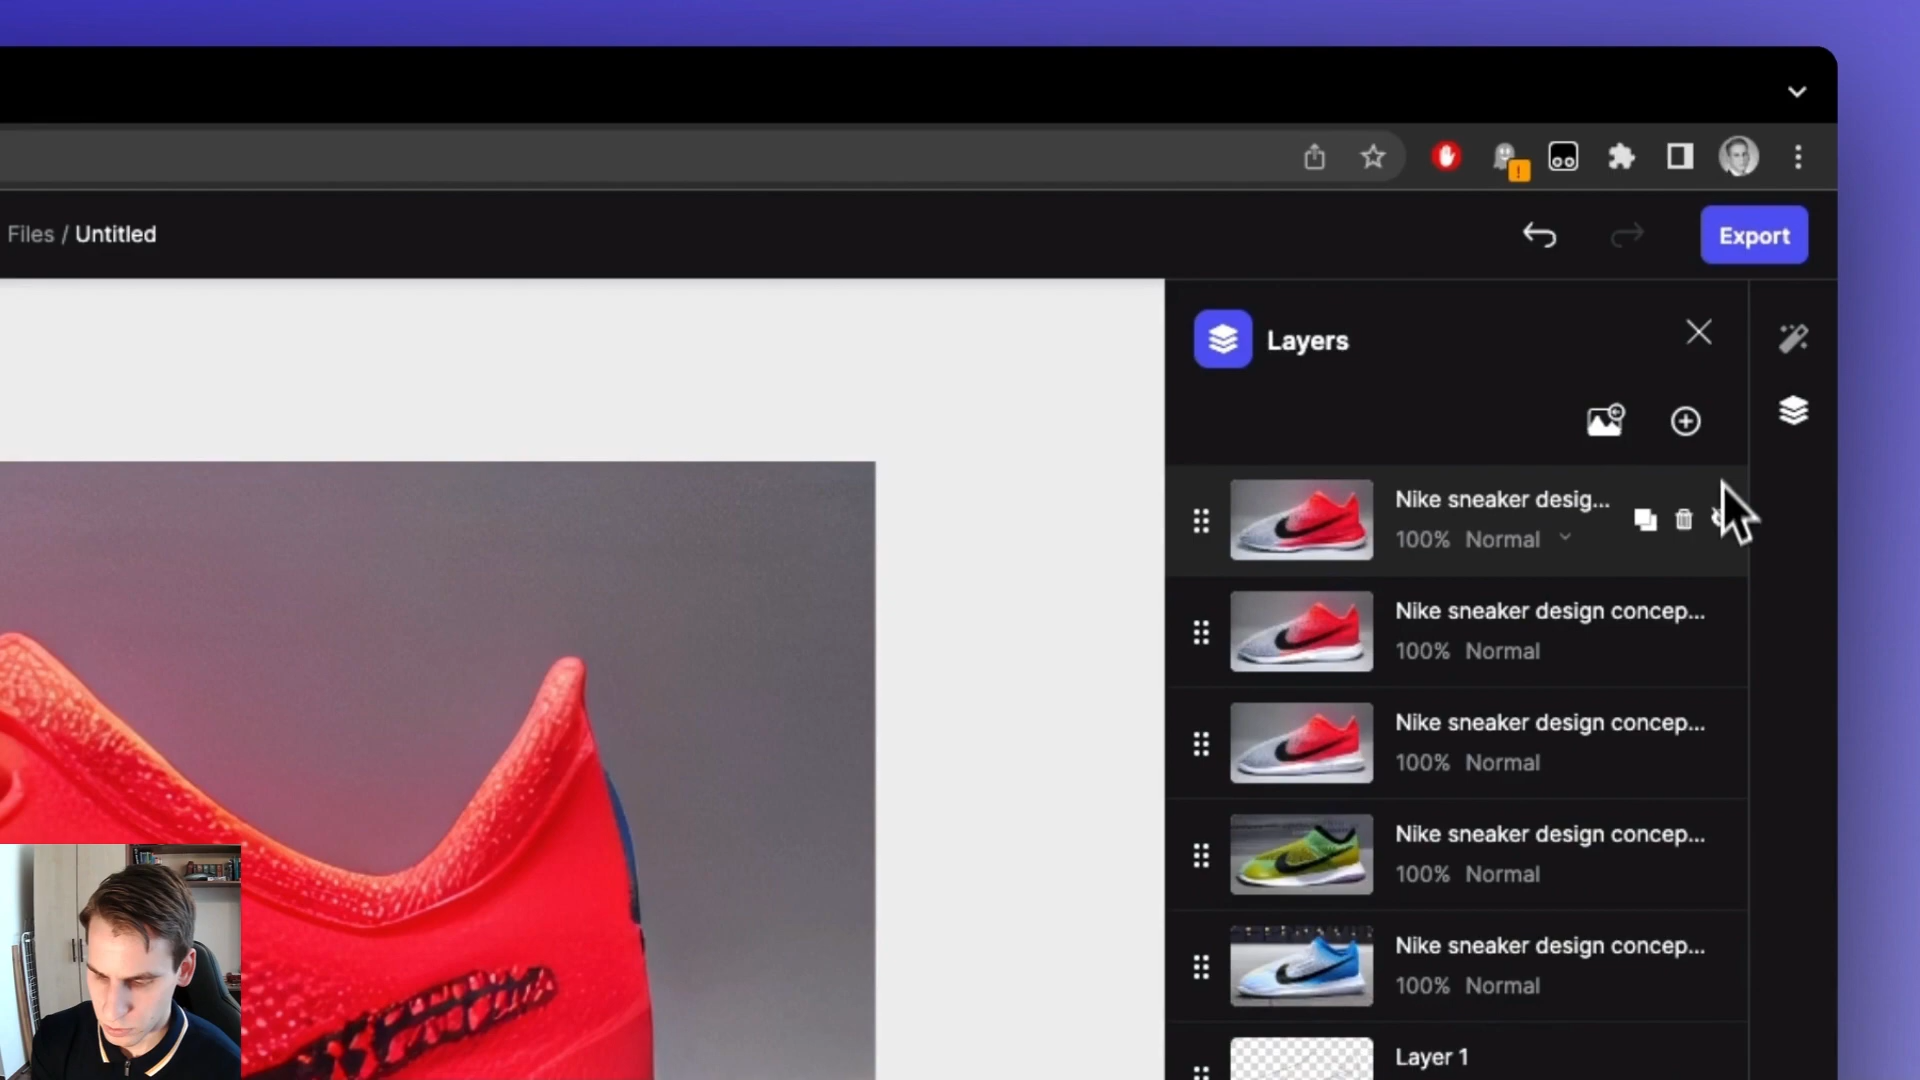 Files / Untitled
Export
Layers
Nike sneaker desig...
100% Normal
Nike sneaker design concep...
100% Normal
Nike sneaker design concep...
100% Normal
Nike sneaker design concep...
100% Normal
Nike sneaker design concep...
100% Normal
Layer 1